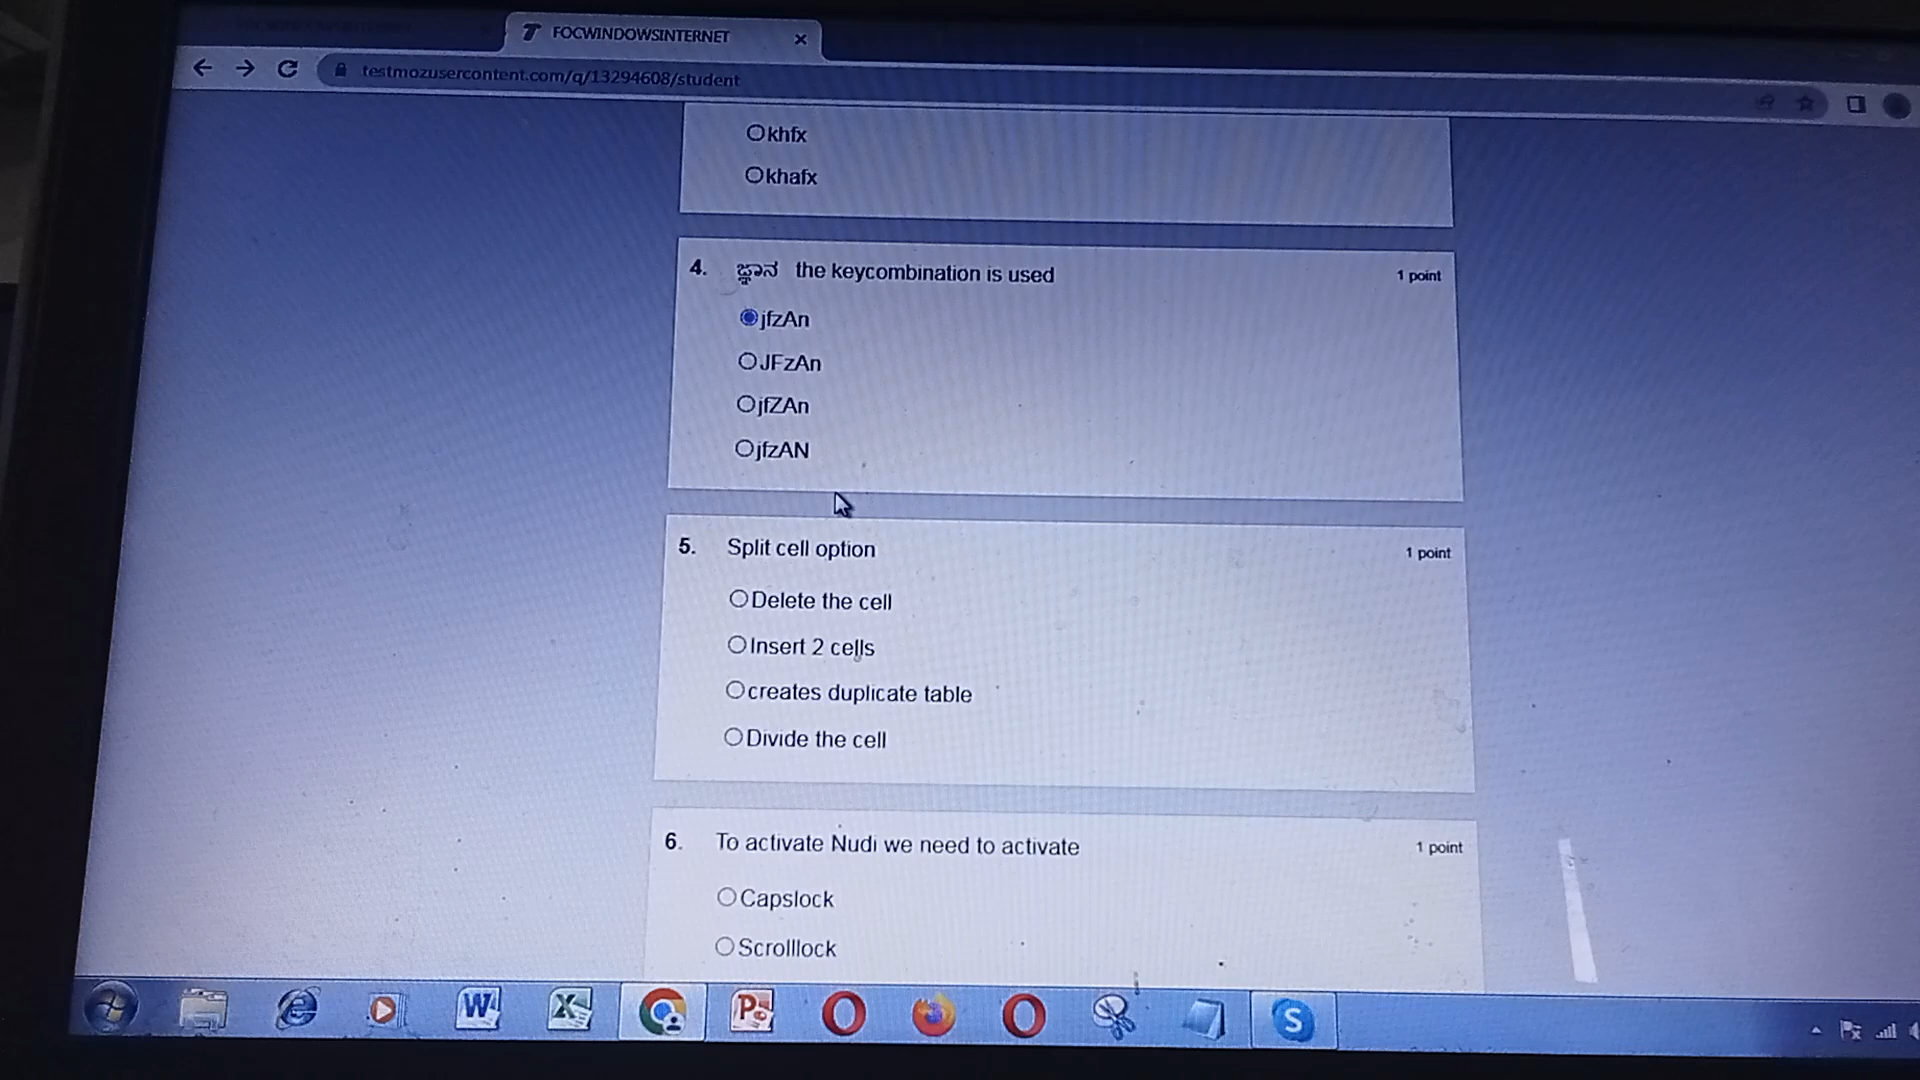 FOCWINDOWSINTERNET
testmozusercontent.com/q/13294608/student
khfx
khafx
4. ಜ್ಞಾನ the keycombination is used 1 point
jfzAn
JFzAn
jfZAn
jfzAN
5. Split cell option 1 point
Delete the cell
Insert 2 cells
creates duplicate table
Divide the cell
6. To activate Nudi we need to activate 1 point
Capslock
Scrolllock